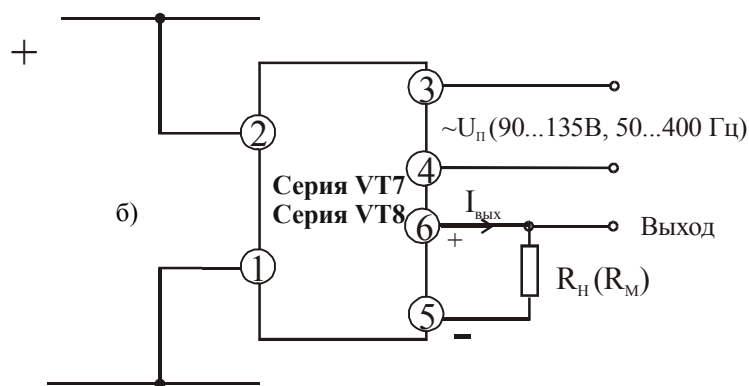 +
б)
2
1
Серия VT7
Серия VT8
3
4
6
5
~Uп (90...135В, 50...400 Гц)
Iвых
+
Выход
Rн (Rм)
-